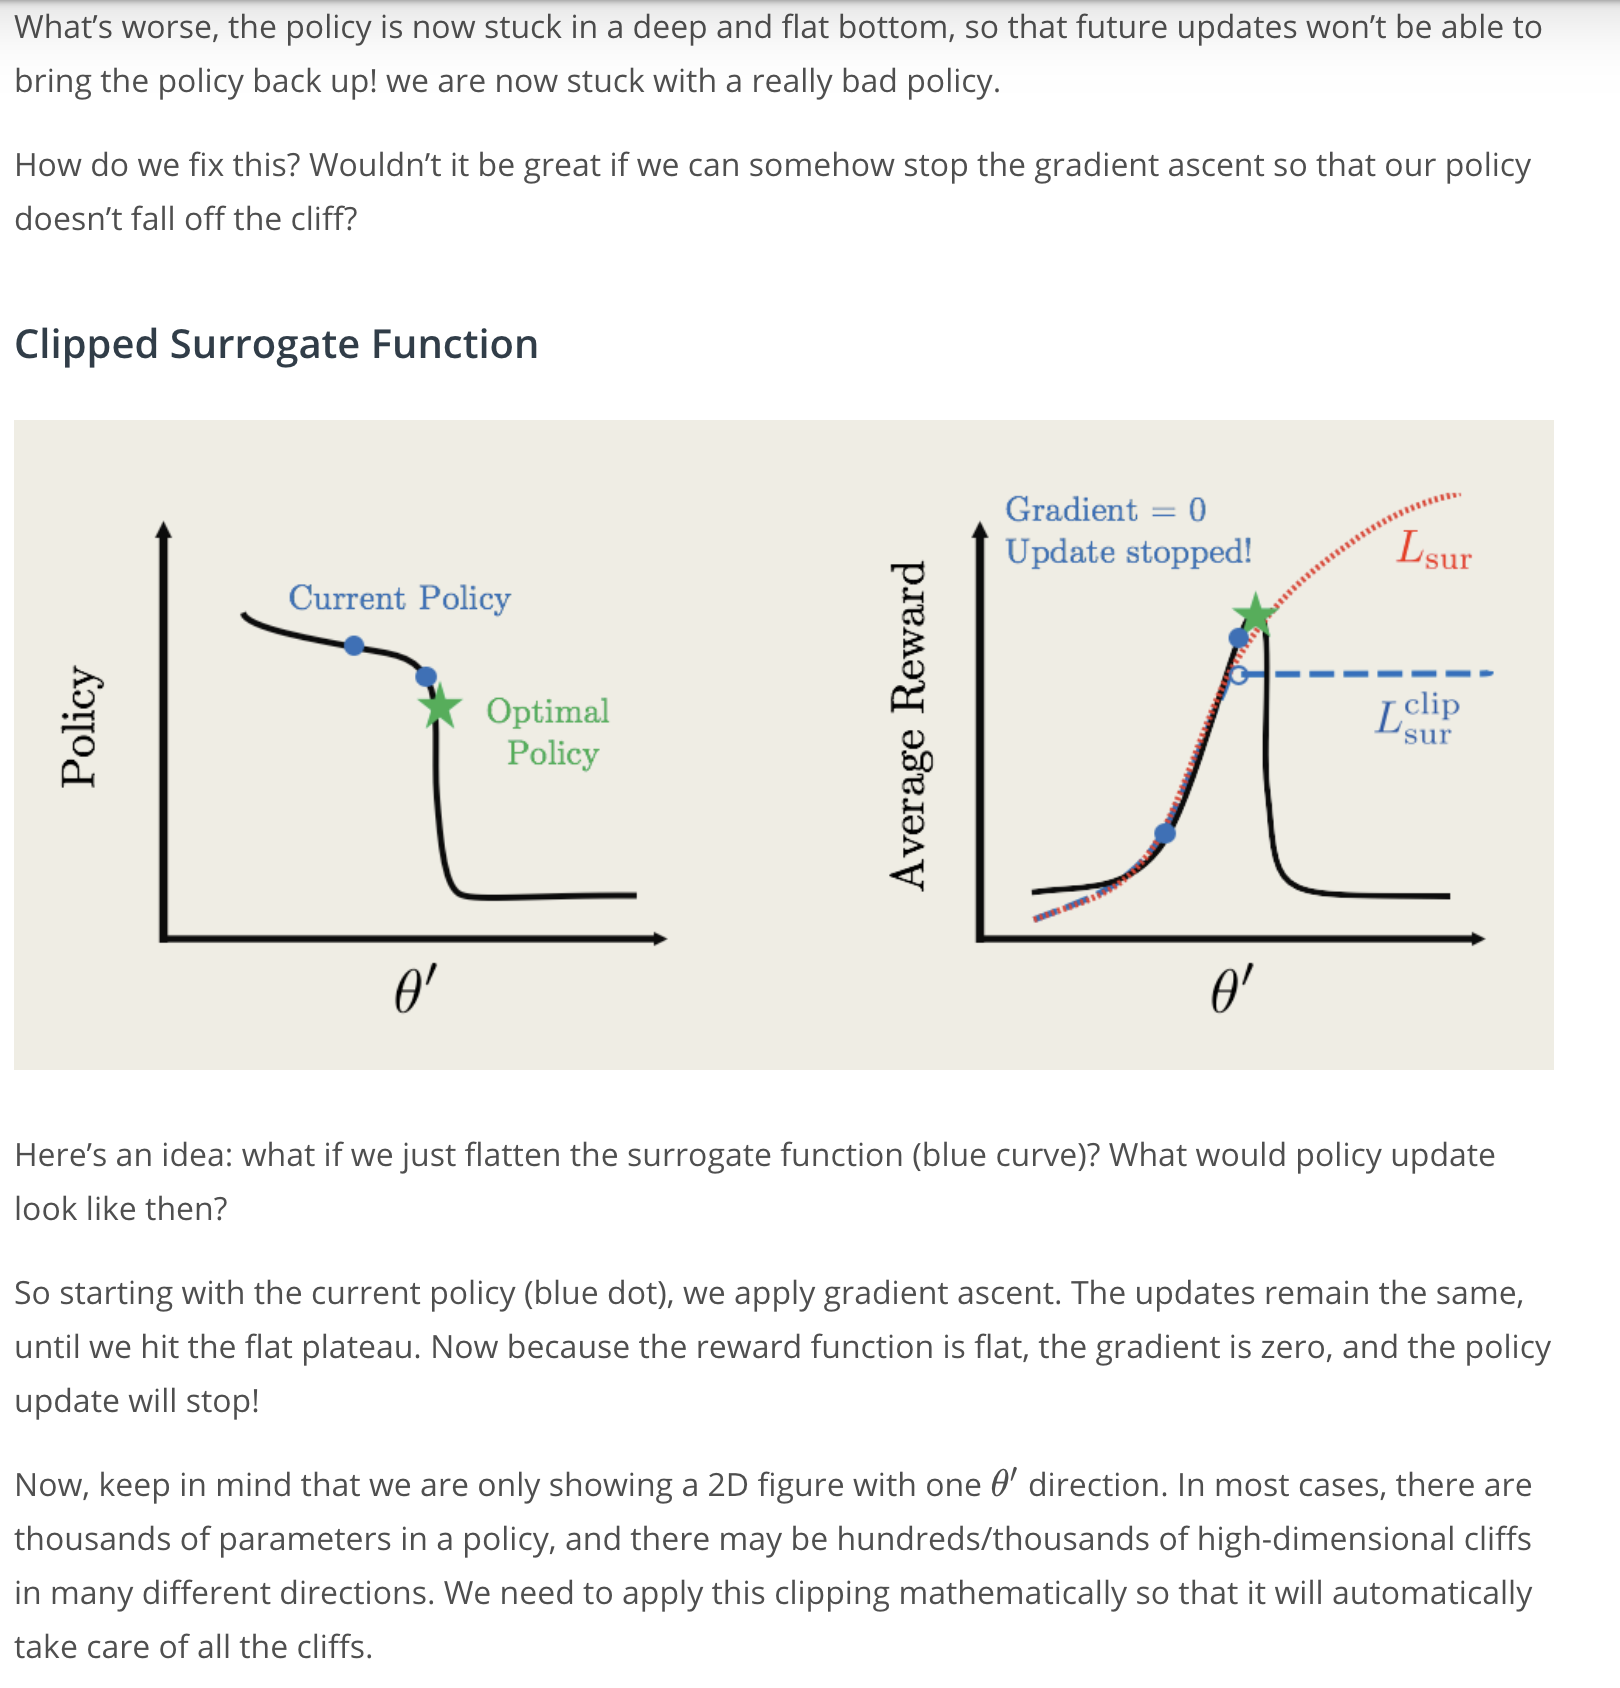 What’s worse, the policy is now stuck in a deep and flat bottom, so that future updates won’t be able to
bring the policy back up! we are now stuck with a really bad policy.
How do we fix this? Wouldn’t it be great if we can somehow stop the gradient ascent so that our policy
doesn’t fall off the cliff?
Clipped Surrogate Function
Policy
Current Policy
Optimal
Policy
θ′
Average Reward
Gradient = 0
Update stopped!
L_sur
L_sur^clip
θ′
Here’s an idea: what if we just flatten the surrogate function (blue curve)? What would policy update
look like then?
So starting with the current policy (blue dot), we apply gradient ascent. The updates remain the same,
until we hit the flat plateau. Now because the reward function is flat, the gradient is zero, and the policy
update will stop!
Now, keep in mind that we are only showing a 2D figure with one θ′ direction. In most cases, there are
thousands of parameters in a policy, and there may be hundreds/thousands of high-dimensional cliffs
in many different directions. We need to apply this clipping mathematically so that it will automatically
take care of all the cliffs.